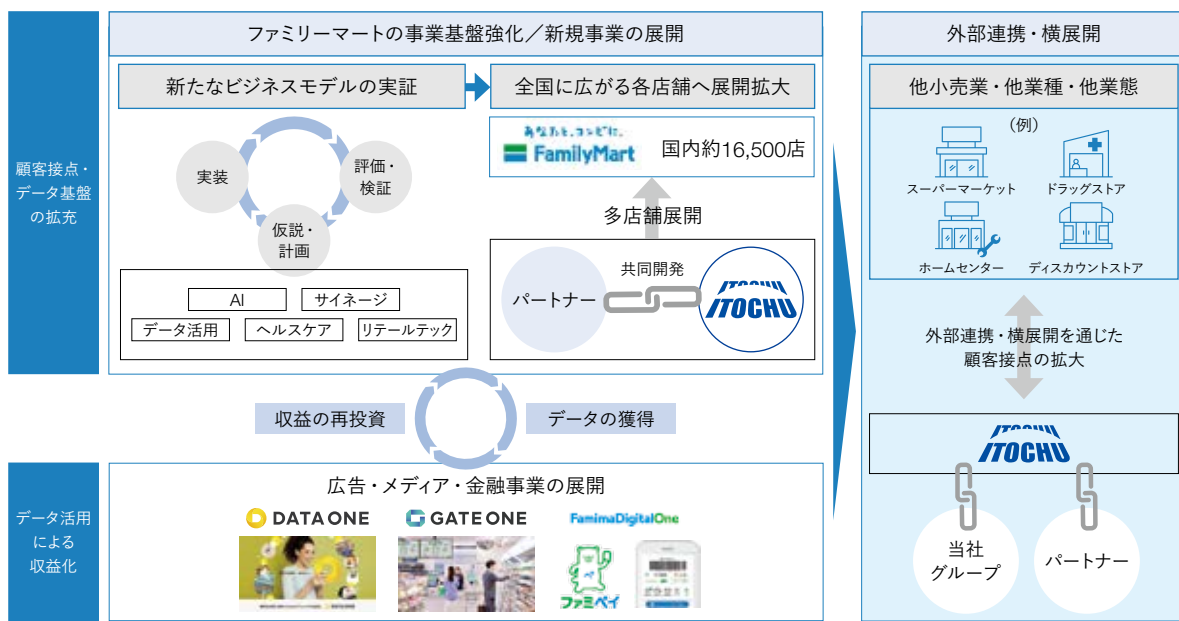 ファミリーマートの事業基盤強化/新規事業の展開
顧客接点・
データ基盤
の拡充
新たなビジネスモデルの実証
全国に広がる各店舗へ展開拡大
実装
評価・
検証
仮説・
計画
AI
サイネージ
データ活用
ヘルスケア
リテールテック
あなたと、コンビに、
FamilyMart
国内約16,500店
多店舗展開
パートナー
共同開発
ITOCHU
収益の再投資
データの獲得
データ活用
による
収益化
広告・メディア・金融事業の展開
DATA ONE
GATE ONE
FamimaDigitalOne
ファミペイ
外部連携・横展開
他小売業・他業種・他業態
(例)
スーパーマーケット
ドラッグストア
ホームセンター
ディスカウントストア
外部連携・横展開を通じた
顧客接点の拡大
ITOCHU
当社
グループ
パートナー